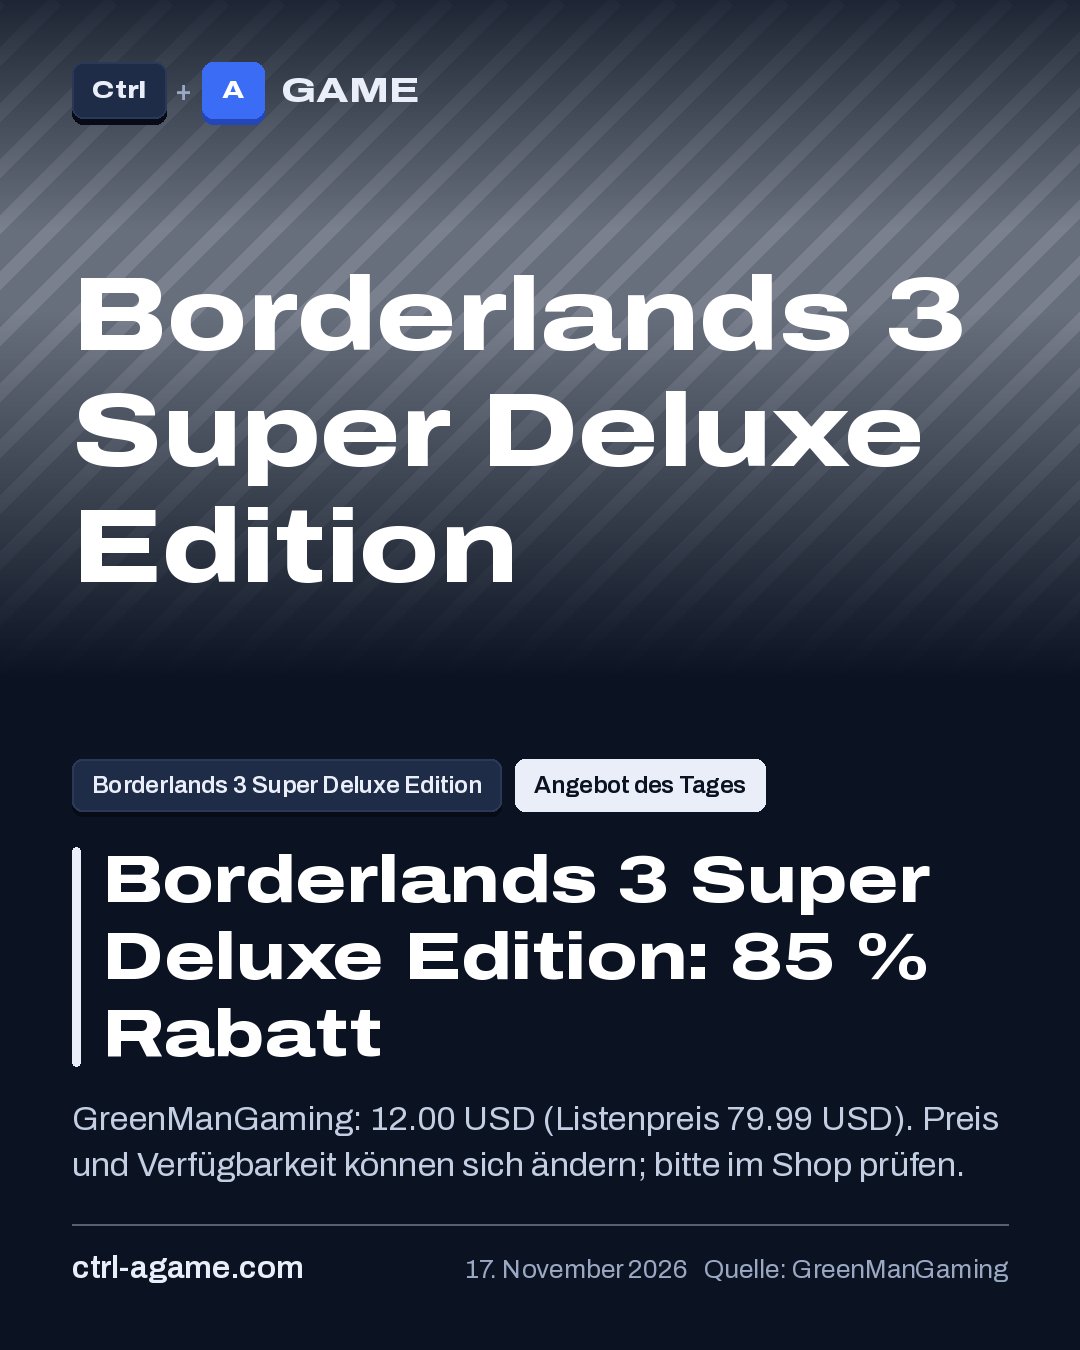 Ctrl + A GAME
Borderlands 3
Super Deluxe
Edition
Borderlands 3 Super Deluxe Edition Angebot des Tages
Borderlands 3 Super
Deluxe Edition: 85 %
Rabatt
GreenManGaming: 12.00 USD (Listenpreis 79.99 USD). Preis
und Verfügbarkeit können sich ändern; bitte im Shop prüfen.
ctrl-agame.com 17. November 2026 Quelle: GreenManGaming